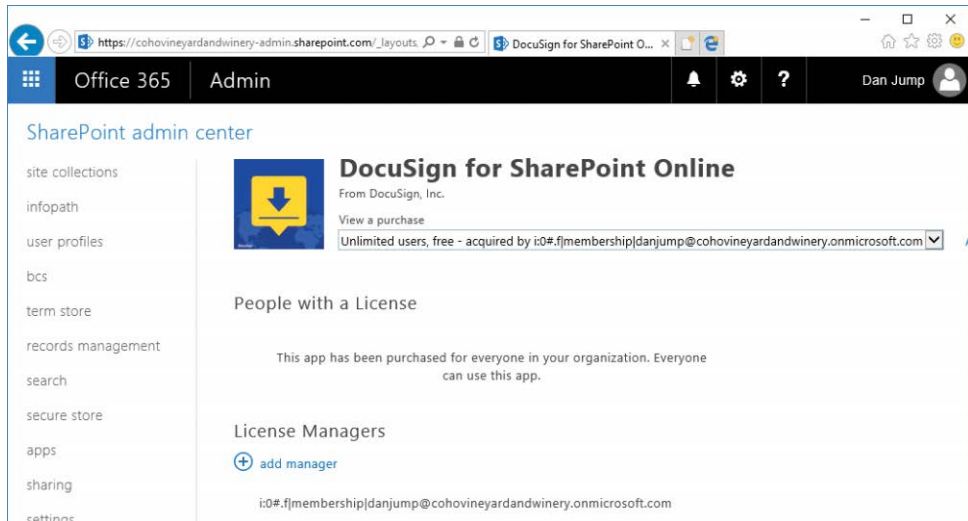 https://cohovineyardandwinery-admin.sharepoint.com/_layouts
DocuSign for SharePoint O...
Office 365
Admin
?
Dan Jump
SharePoint admin center
site collections
infopath
user profiles
bcs
term store
records management
search
secure store
apps
sharing
settings
DocuSign for SharePoint Online
From DocuSign, Inc.
View a purchase
Unlimited users, free - acquired by i:0#.f|membership|danjump@cohovineyardandwinery.onmicrosoft.com
People with a License
This app has been purchased for everyone in your organization. Everyone
can use this app.
License Managers
add manager
i:0#.f|membership|danjump@cohovineyardandwinery.onmicrosoft.com